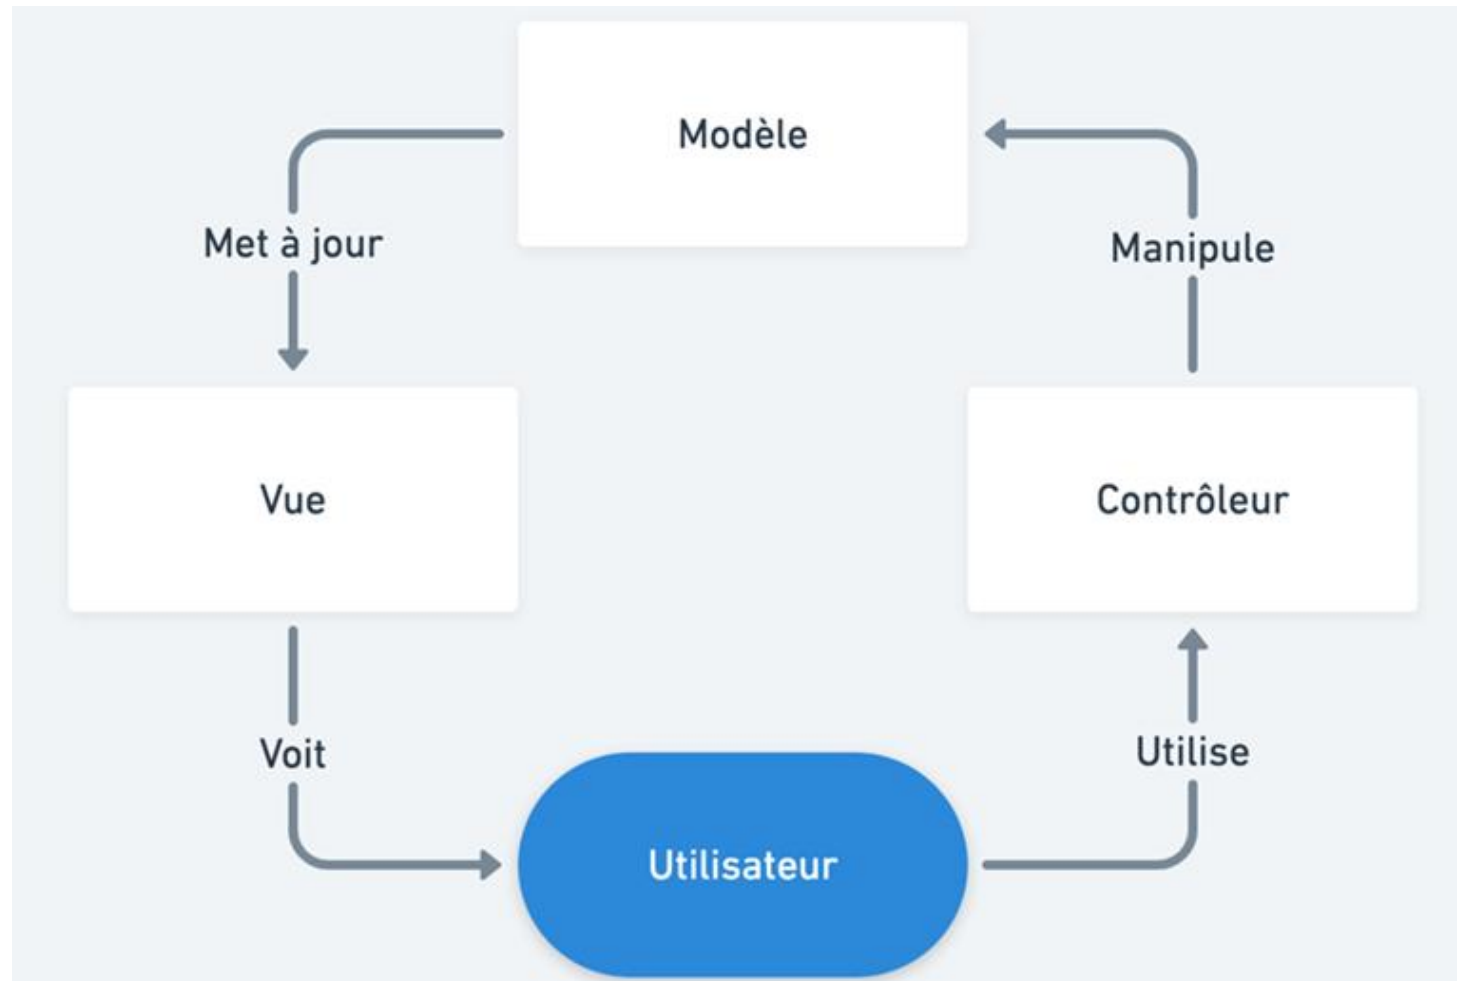 Modèle
Met à jour
Manipule
Vue
Contrôleur
Voit
Utilise
Utilisateur